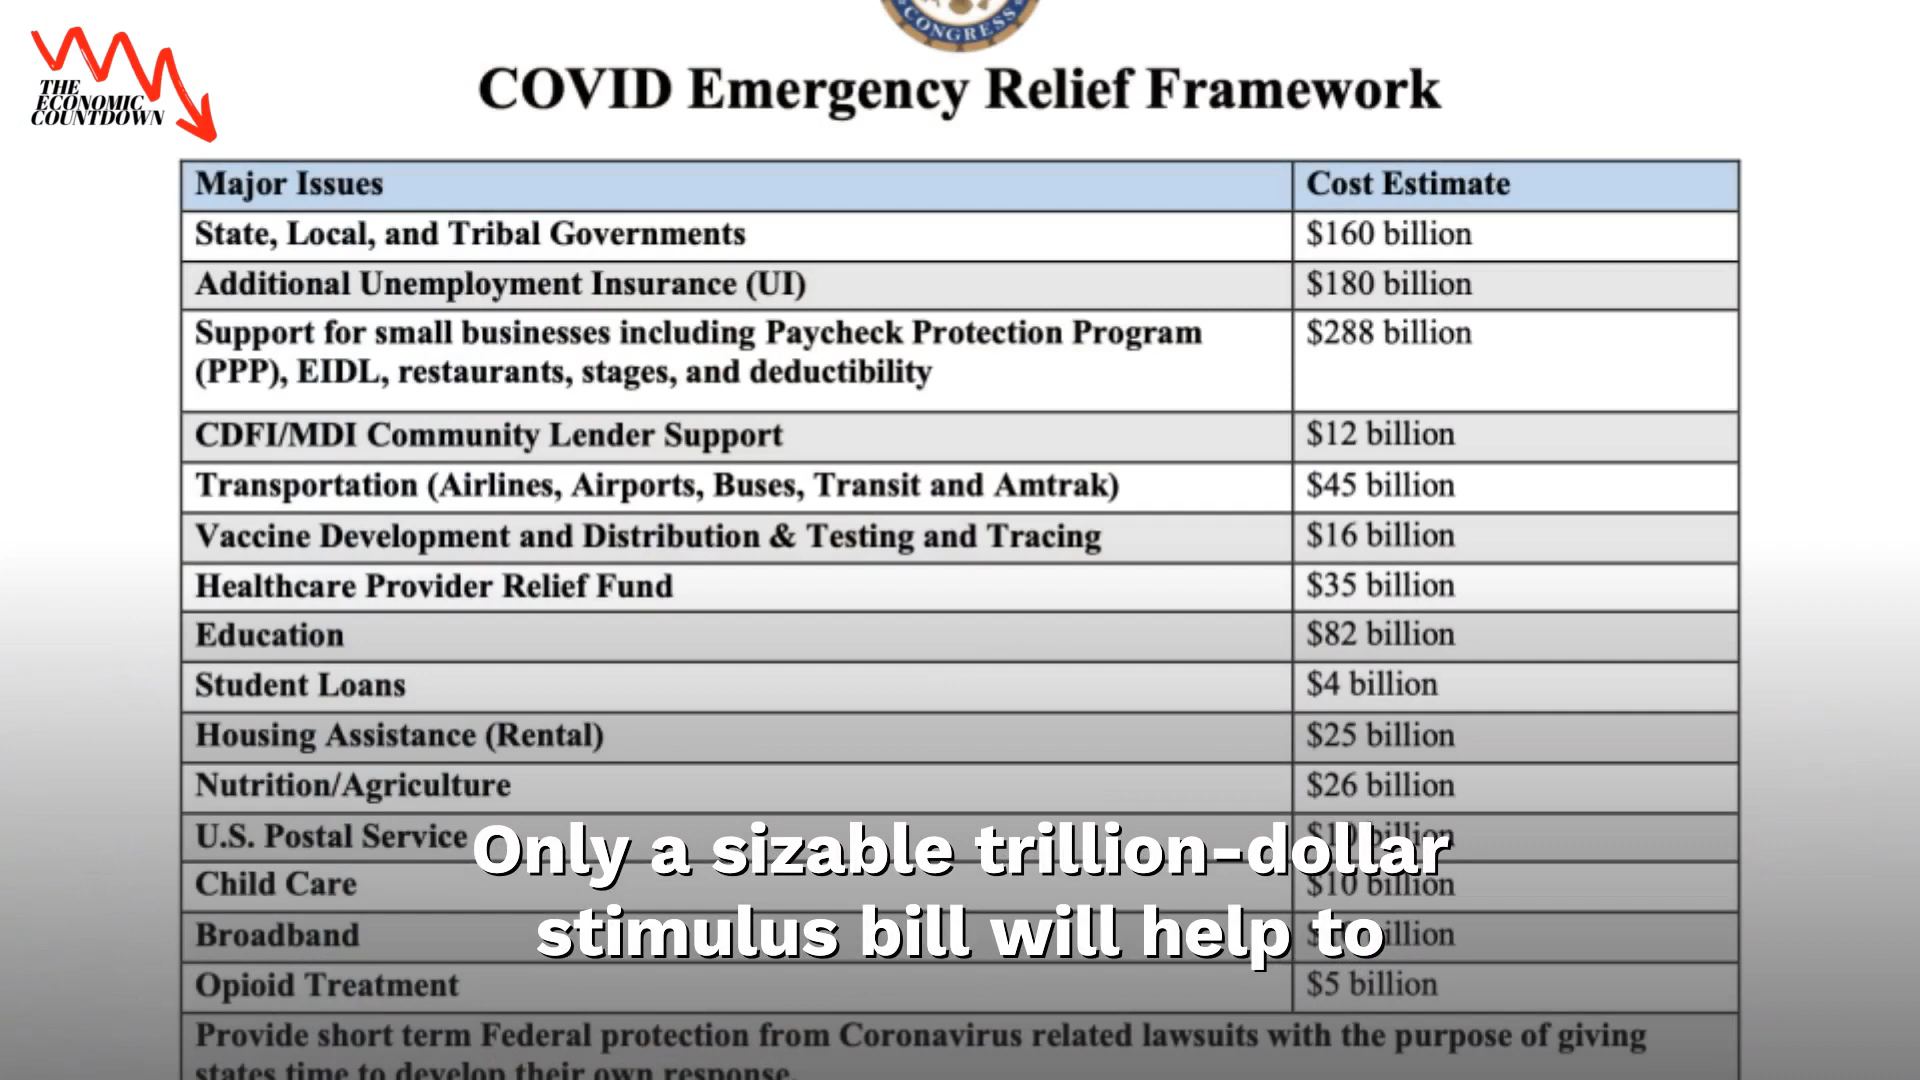 CONGRESS
THE
ECONOMIC
COUNTDOWN
COVID Emergency Relief Framework
Major Issues Cost Estimate
State, Local, and Tribal Governments $160 billion
Additional Unemployment Insurance (UI) $180 billion
Support for small businesses including Paycheck Protection Program $288 billion
(PPP), EIDL, restaurants, stages, and deductibility
CDFI/MDI Community Lender Support $12 billion
Transportation (Airlines, Airports, Buses, Transit and Amtrak) $45 billion
Vaccine Development and Distribution & Testing and Tracing $16 billion
Healthcare Provider Relief Fund $35 billion
Education $82 billion
Student Loans $4 billion
Housing Assistance (Rental) $25 billion
Nutrition/Agriculture $26 billion
U.S. Postal Service $10 billion
Only a sizable trillion-dollar
Child Care $10 billion
stimulus bill will help to
Broadband billion
Opioid Treatment $5 billion
Provide short term Federal protection from Coronavirus related lawsuits with the purpose of giving
states time to develop their own response.